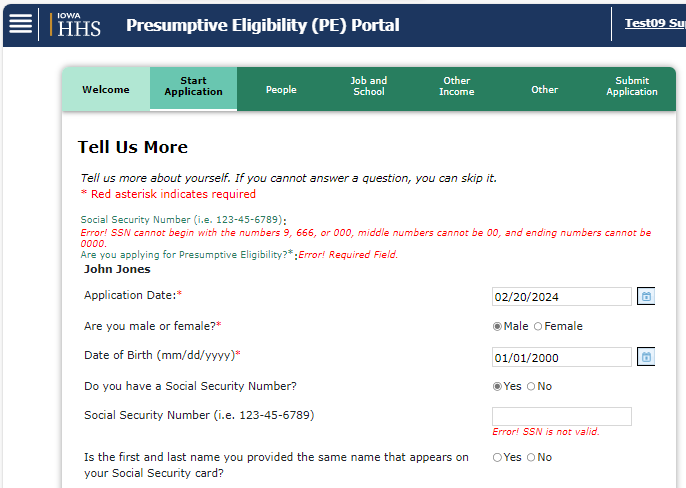 IOWA
HHS
Presumptive Eligibility (PE) Portal
Test09 Su
Welcome
Start
Application
People
Job and
School
Other
Income
Other
Submit
Application
Tell Us More
Tell us more about yourself. If you cannot answer a question, you can skip it.
* Red asterisk indicates required
Social Security Number (i.e. 123-45-6789):
Error! SSN cannot begin with the numbers 9, 666, or 000, middle numbers cannot be 00, and ending numbers cannot be
0000.
Are you applying for Presumptive Eligibility?*:Error! Required Field.
John Jones
Application Date:* 02/20/2024
Are you male or female?* Male Female
Date of Birth (mm/dd/yyyy)* 01/01/2000
Do you have a Social Security Number? Yes No
Social Security Number (i.e. 123-45-6789)
Error! SSN is not valid.
Is the first and last name you provided the same name that appears on Yes No
your Social Security card?